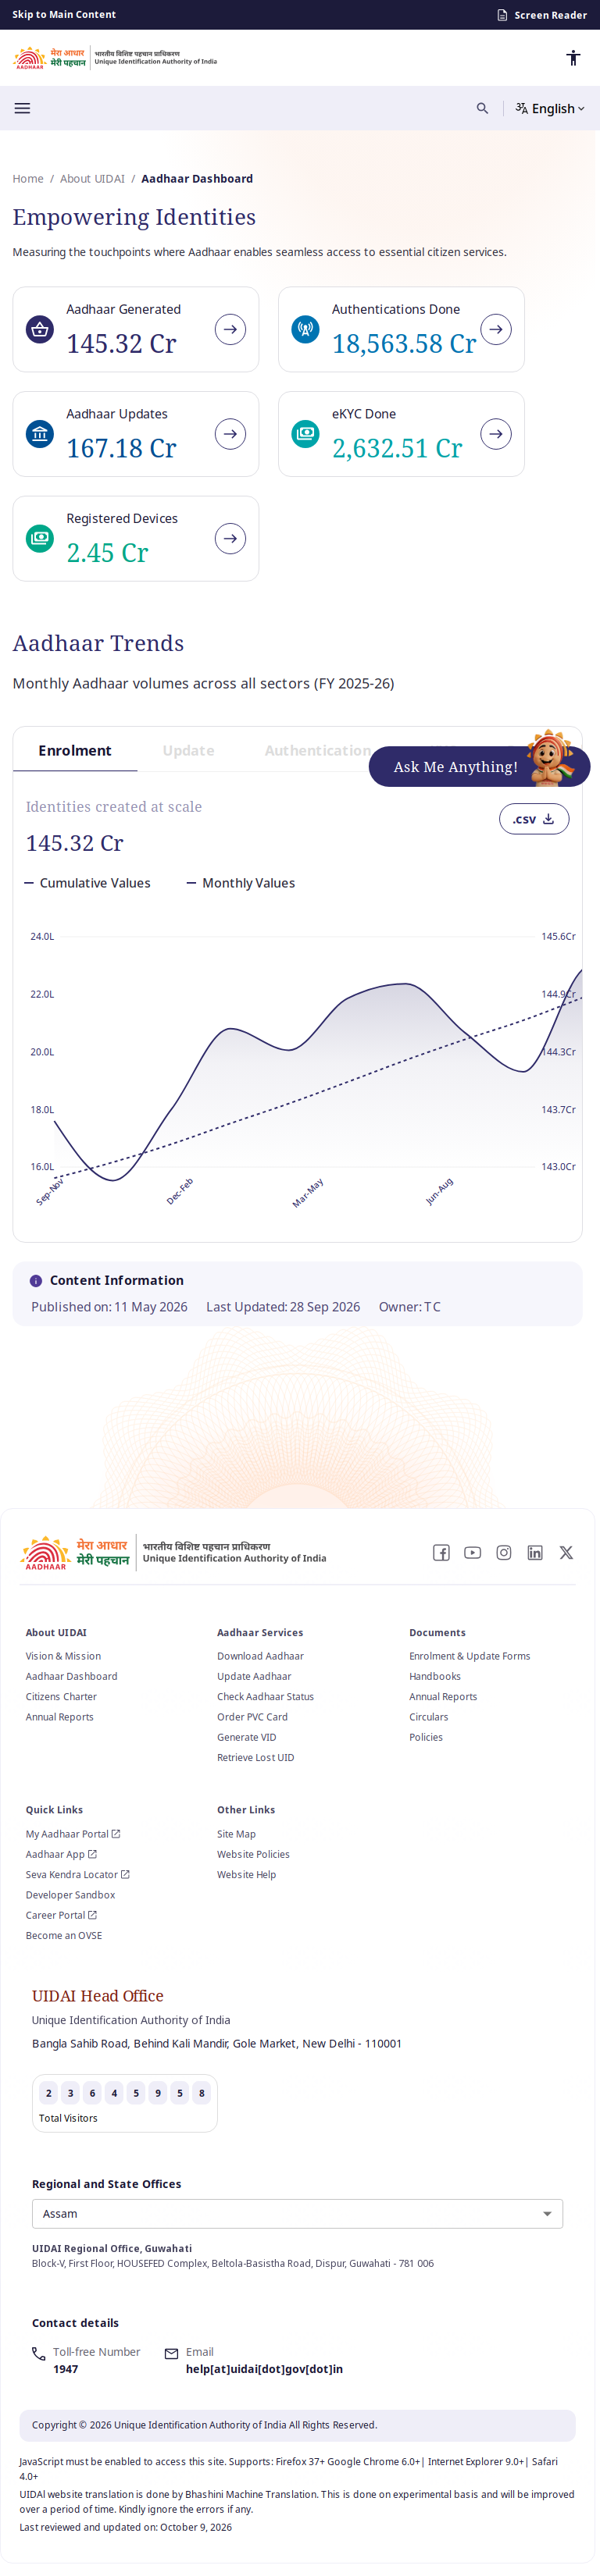 Skip to Main Content
Screen Reader
AADHAAR
मेरा आधार
मेरी पहचान
भारतीय विशिष्ट पहचान प्राधिकरण
Unique Identification Authority of India
English
Home / About UIDAI / Aadhaar Dashboard
Empowering Identities
Measuring the touchpoints where Aadhaar enables seamless access to essential citizen services.
Aadhaar Generated
145.32 Cr
Authentications Done
18,563.58 Cr
Aadhaar Updates
167.18 Cr
eKYC Done
2,632.51 Cr
Registered Devices
2.45 Cr
Aadhaar Trends
Monthly Aadhaar volumes across all sectors (FY 2025-26)
Enrolment
Update
Authentication
Ask Me Anything!
Identities created at scale
145.32 Cr
.csv
Cumulative Values
Monthly Values
24.0L
145.6Cr
22.0L
144.9Cr
20.0L
144.3Cr
18.0L
143.7Cr
16.0L
143.0Cr
Sep-Nov
Dec-Feb
Mar-May
Jun-Aug
Content Information
Published on: 11 May 2026 Last Updated: 28 Sep 2026 Owner: TC
AADHAAR
मेरा आधार
मेरी पहचान
भारतीय विशिष्ट पहचान प्राधिकरण
Unique Identification Authority of India
About UIDAI
Vision & Mission
Aadhaar Dashboard
Citizens Charter
Annual Reports
Aadhaar Services
Download Aadhaar
Update Aadhaar
Check Aadhaar Status
Order PVC Card
Generate VID
Retrieve Lost UID
Documents
Enrolment & Update Forms
Handbooks
Annual Reports
Circulars
Policies
Quick Links
My Aadhaar Portal
Aadhaar App
Seva Kendra Locator
Developer Sandbox
Career Portal
Become an OVSE
Other Links
Site Map
Website Policies
Website Help
UIDAI Head Office
Unique Identification Authority of India
Bangla Sahib Road, Behind Kali Mandir, Gole Market, New Delhi - 110001
2 3 6 4 5 9 5 8
Total Visitors
Regional and State Offices
Assam
UIDAI Regional Office, Guwahati
Block-V, First Floor, HOUSEFED Complex, Beltola-Basistha Road, Dispur, Guwahati - 781 006
Contact details
Toll-free Number
1947
Email
help[at]uidai[dot]gov[dot]in
Copyright © 2026 Unique Identification Authority of India All Rights Reserved.
JavaScript must be enabled to access this site. Supports: Firefox 37+ Google Chrome 6.0+| Internet Explorer 9.0+| Safari
4.0+
UIDAI website translation is done by Bhashini Machine Translation. This is done on experimental basis and will be improved
over a period of time. Kindly ignore the errors if any.
Last reviewed and updated on: October 9, 2026